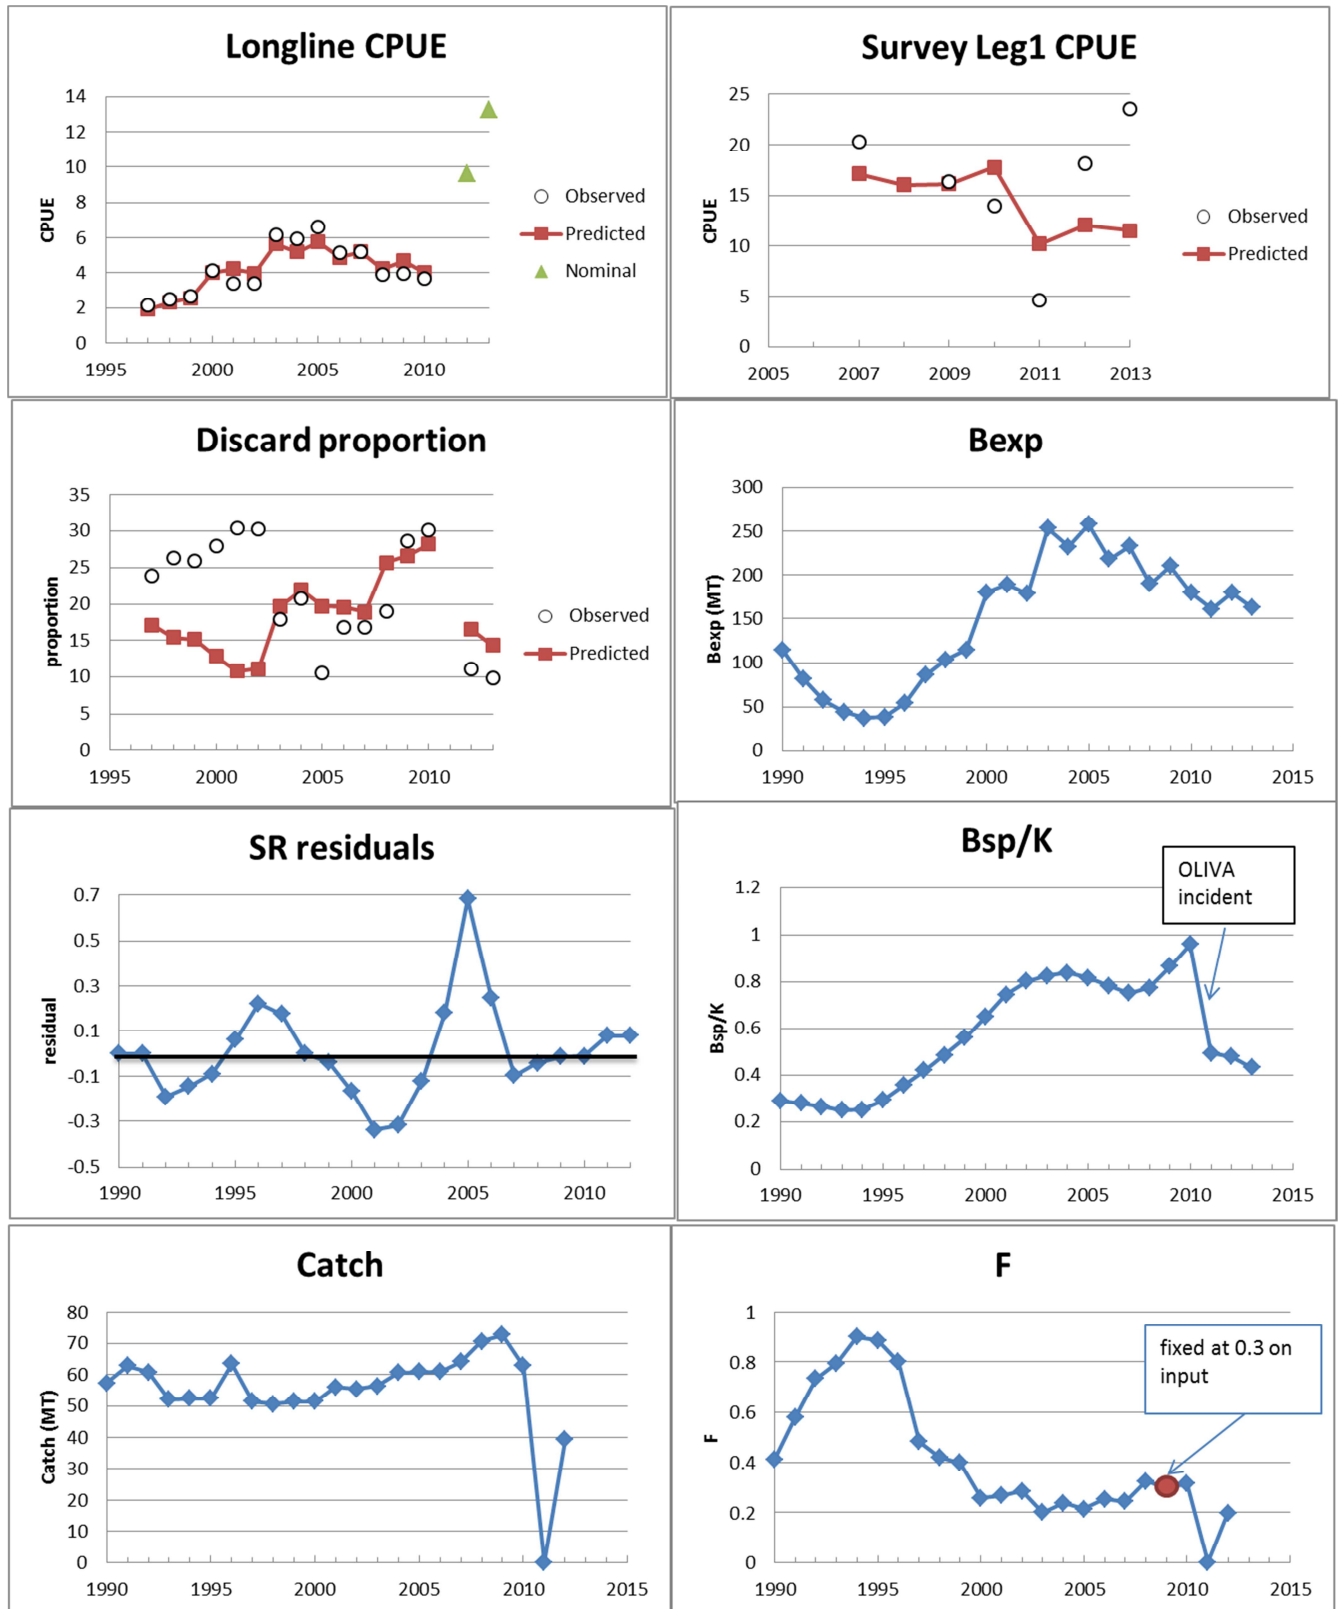 Longline CPUE
14
12
10
8
6
4
2
0
CPUE
1995 2000 2005 2010
Observed
Predicted
Nominal
Survey Leg1 CPUE
25
20
15
10
5
0
CPUE
2005 2007 2009 2011 2013
Observed
Predicted
Discard proportion
35
30
25
20
15
10
5
0
proportion
1995 2000 2005 2010
Observed
Predicted
Bexp
300
250
200
150
100
50
0
Bexp (MT)
1990 1995 2000 2005 2010 2015
SR residuals
0.7
0.5
0.3
0.1
-0.1
-0.3
-0.5
residual
1990 1995 2000 2005 2010
Bsp/K
OLIVA
incident
1.2
1
0.8
0.6
0.4
0.2
0
Bsp/K
1990 1995 2000 2005 2010 2015
Catch
80
70
60
50
40
30
20
10
0
Catch (MT)
1990 1995 2000 2005 2010 2015
F
fixed at 0.3 on
input
1
0.8
0.6
0.4
0.2
0
F
1990 1995 2000 2005 2010 2015